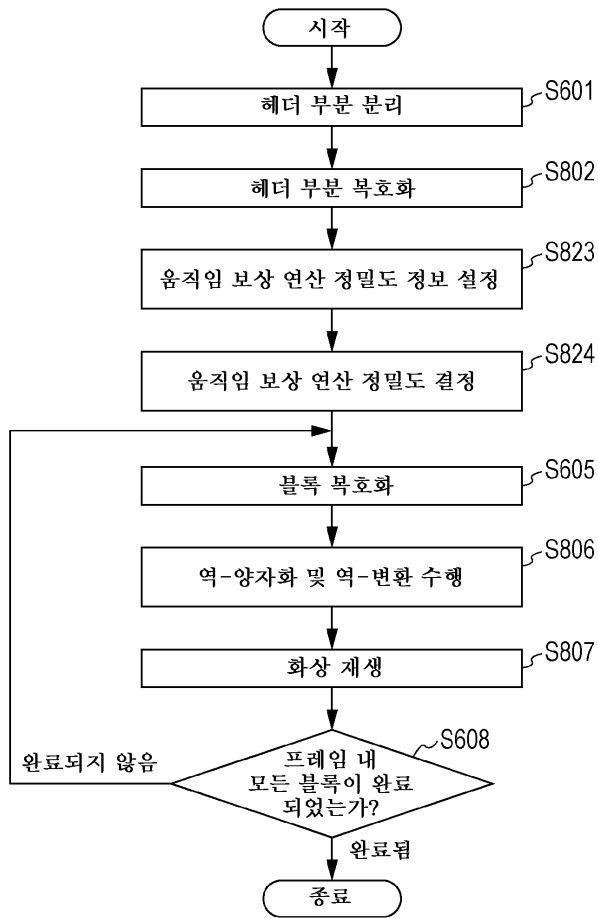 시작
헤더 부분 분리
S601
헤더 부분 복호화
S802
움직임 보상 연산 정밀도 정보 설정
S823
움직임 보상 연산 정밀도 결정
S824
블록 복호화
S605
역-양자화 및 역-변환 수행
S806
화상 재생
S807
프레임 내
모든 블록이 완료
되었는가?
S608
완료되지 않음
완료됨
종료